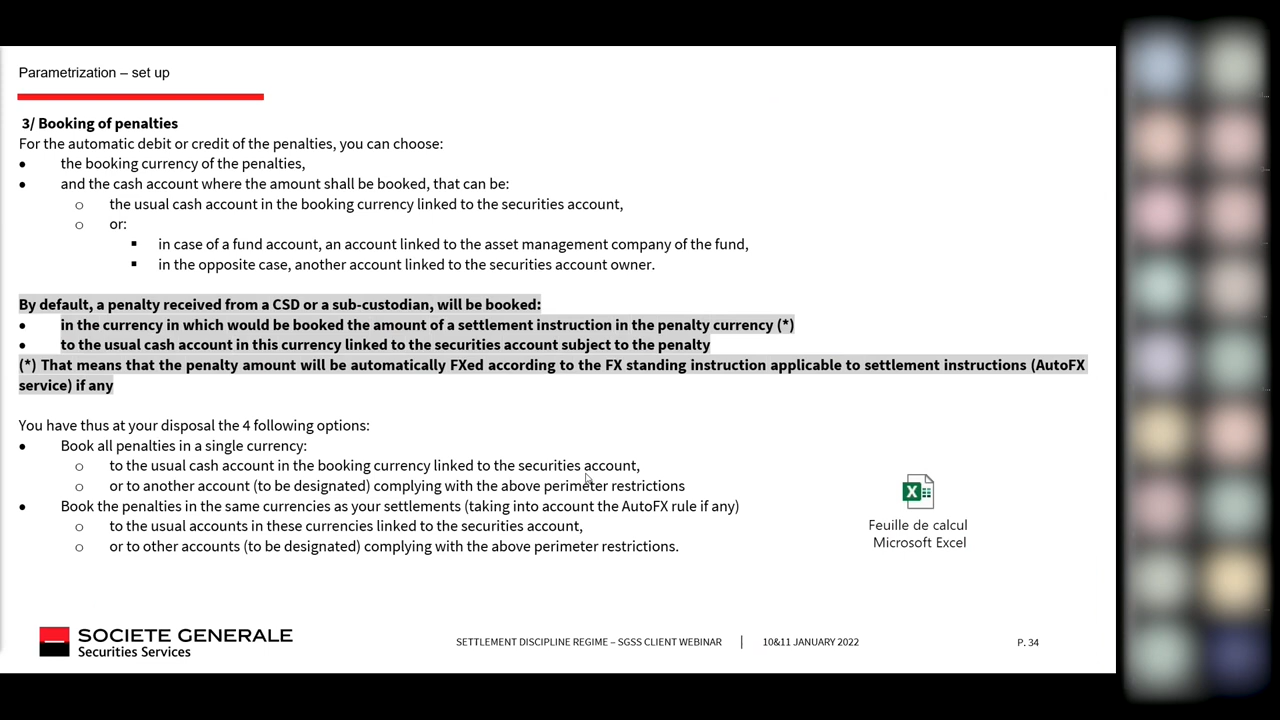 Parametrization – set up
3/ Booking of penalties
For the automatic debit or credit of the penalties, you can choose:
• the booking currency of the penalties,
• and the cash account where the amount shall be booked, that can be:
o the usual cash account in the booking currency linked to the securities account,
o or:
▪ in case of a fund account, an account linked to the asset management company of the fund,
▪ in the opposite case, another account linked to the securities account owner.
By default, a penalty received from a CSD or a sub-custodian, will be booked:
• in the currency in which would be booked the amount of a settlement instruction in the penalty currency (*)
• to the usual cash account in this currency linked to the securities account subject to the penalty
(*) That means that the penalty amount will be automatically FXed according to the FX standing instruction applicable to settlement instructions (AutoFX
service) if any
You have thus at your disposal the 4 following options:
• Book all penalties in a single currency:
o to the usual cash account in the booking currency linked to the securities account,
o or to another account (to be designated) complying with the above perimeter restrictions
• Book the penalties in the same currencies as your settlements (taking into account the AutoFX rule if any)
o to the usual accounts in these currencies linked to the securities account,
o or to other accounts (to be designated) complying with the above perimeter restrictions.
X
Feuille de calcul
Microsoft Excel
SOCIETE GENERALE
Securities Services
SETTLEMENT DISCIPLINE REGIME – SGSS CLIENT WEBINAR | 10&11 JANUARY 2022
P. 34